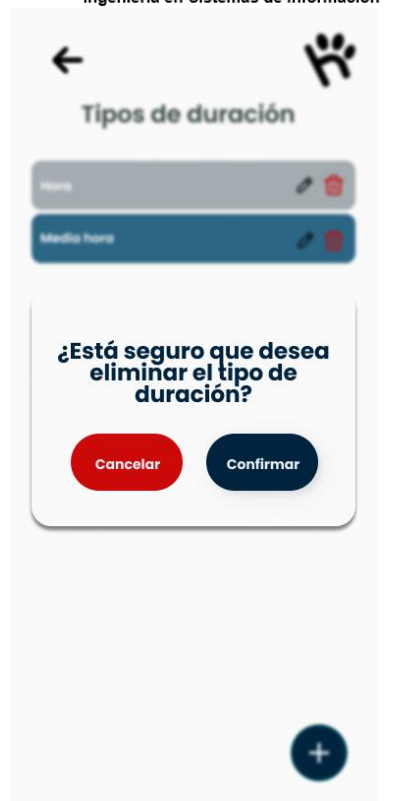 Ingeniería en Sistemas de Información
Tipos de duración
Hora
Media hora
¿Está seguro que desea
eliminar el tipo de
duración?
Cancelar
Confirmar